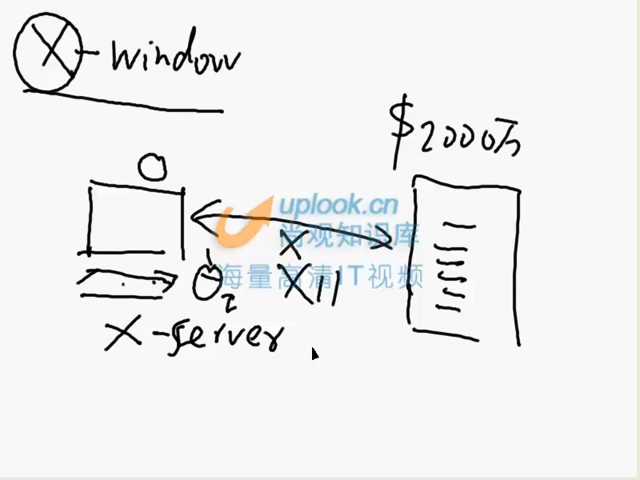 X-window
$2000万
uplook.cn
尚观知识库
X
海量高清IT视频
X11
X-server